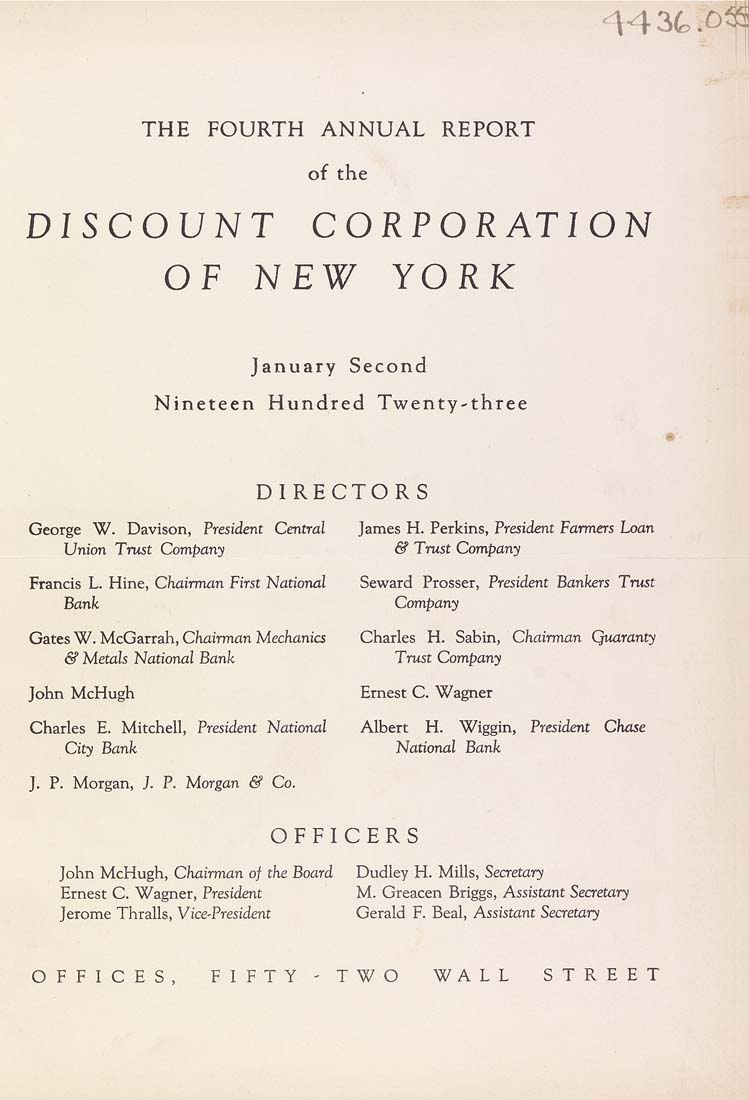 4436.055
THE FOURTH ANNUAL REPORT
of the
DISCOUNT CORPORATION
OF NEW YORK
January Second
Nineteen Hundred Twenty-three
DIRECTORS
George W. Davison, President Central
Union Trust Company
Francis L. Hine, Chairman First National
Bank
Gates W. McGarrah, Chairman Mechanics
& Metals National Bank
John McHugh
Charles E. Mitchell, President National
City Bank
J. P. Morgan, J. P. Morgan & Co.
James H. Perkins, President Farmers Loan
& Trust Company
Seward Prosser, President Bankers Trust
Company
Charles H. Sabin, Chairman Guaranty
Trust Company
Ernest C. Wagner
Albert H. Wiggin, President Chase
National Bank
OFFICERS
John McHugh, Chairman of the Board
Ernest C. Wagner, President
Jerome Thralls, Vice-President
Dudley H. Mills, Secretary
M. Greacen Briggs, Assistant Secretary
Gerald F. Beal, Assistant Secretary
OFFICES, FIFTY-TWO WALL STREET